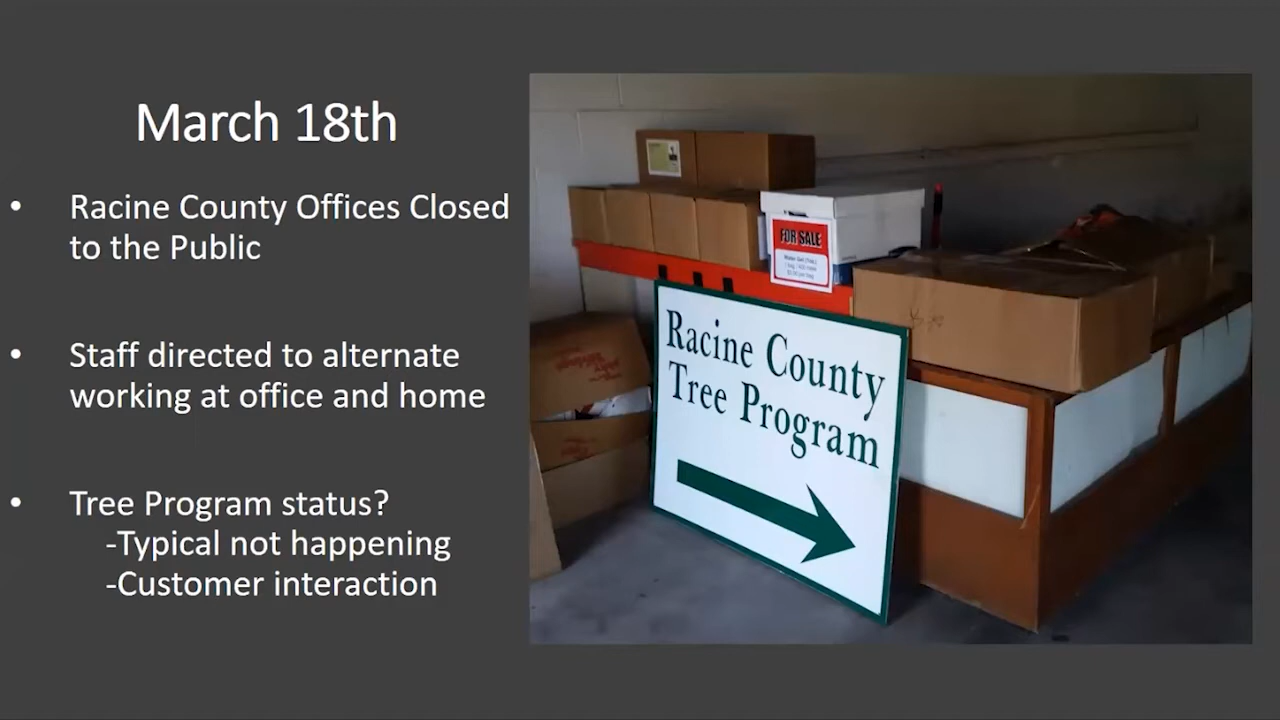 March 18th
• Racine County Offices Closed
to the Public
• Staff directed to alternate
working at office and home
• Tree Program status?
-Typical not happening
-Customer interaction
FOR SALE
Racine County
Tree Program